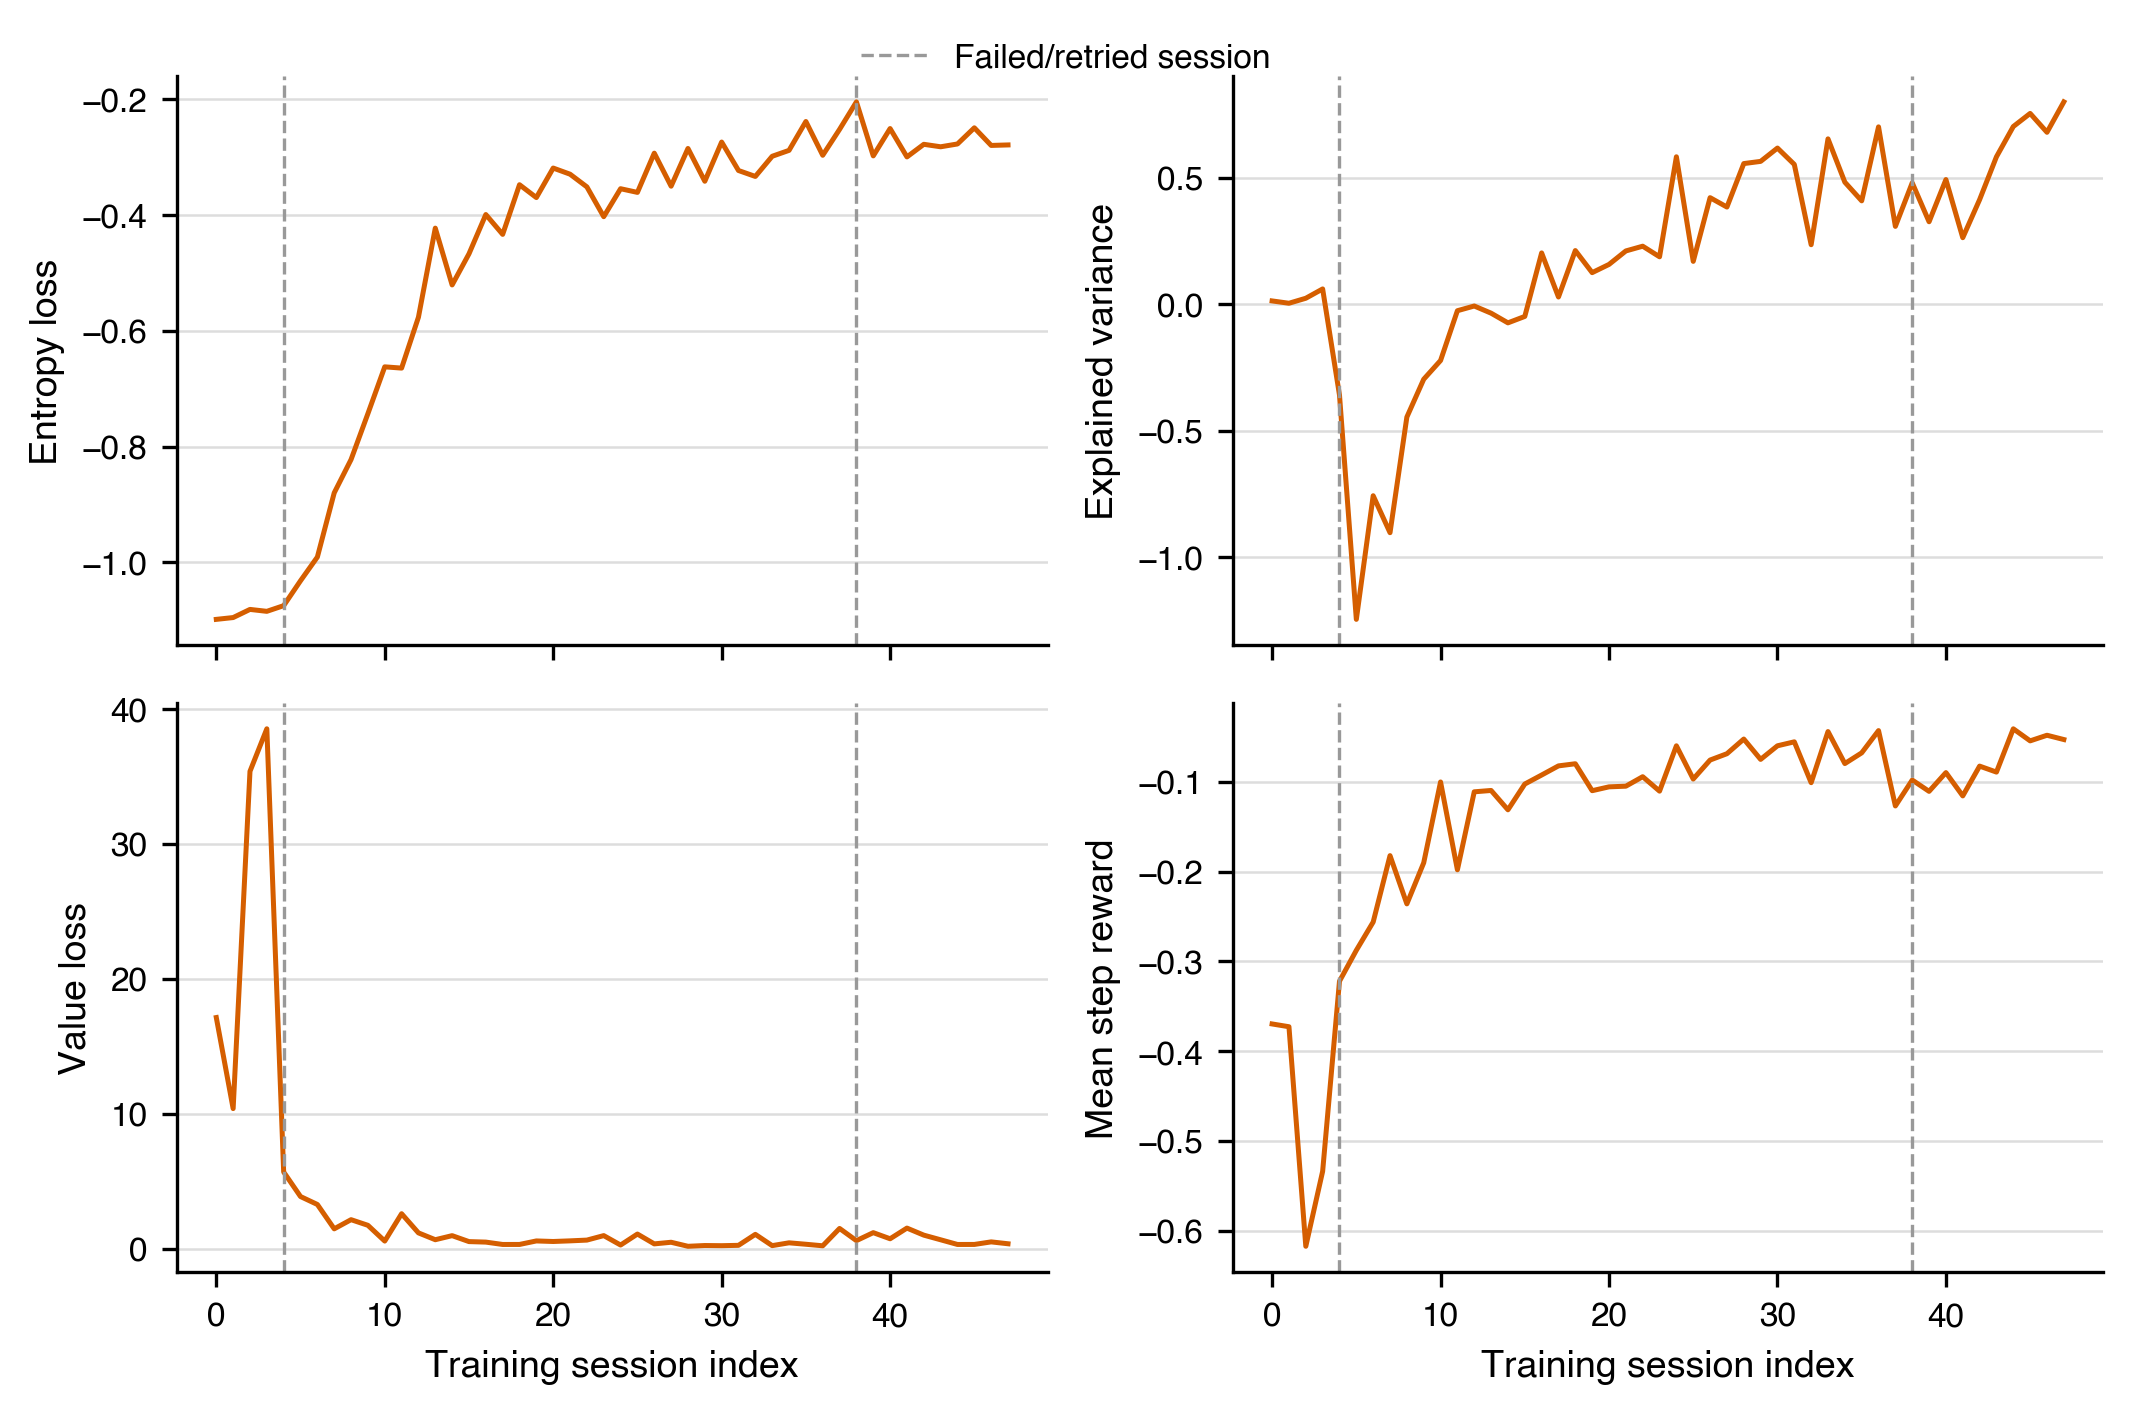 Failed/retried session
Entropy loss
−0.2
−0.4
−0.6
−0.8
−1.0
Explained variance
0.5
0.0
−0.5
−1.0
Value loss
40
30
20
10
0
0 10 20 30 40
Training session index
Mean step reward
−0.1
−0.2
−0.3
−0.4
−0.5
−0.6
0 10 20 30 40
Training session index